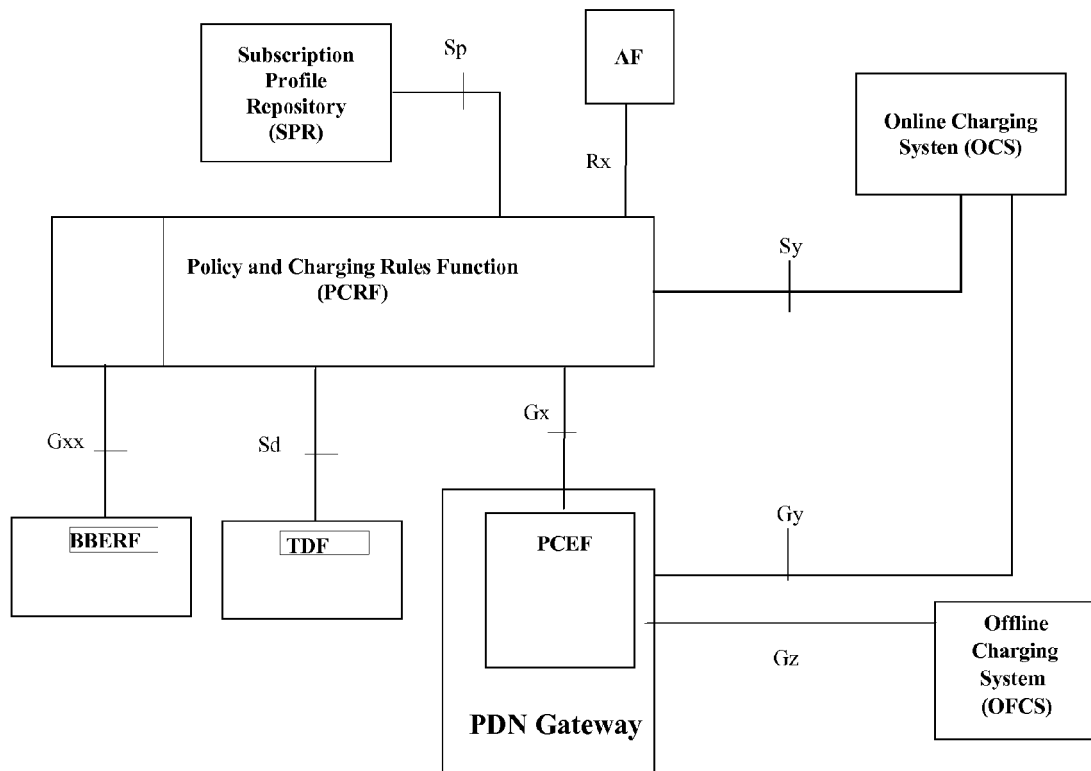 Subscription
Profile
Repository
(SPR)
Sp
AF
Rx
Online Charging
Systen (OCS)
Policy and Charging Rules Function
(PCRF)
Sy
Gxx
Sd
Gx
BBERF
TDF
PCEF
Gy
Gz
Offline
Charging
System
(OFCS)
PDN Gateway